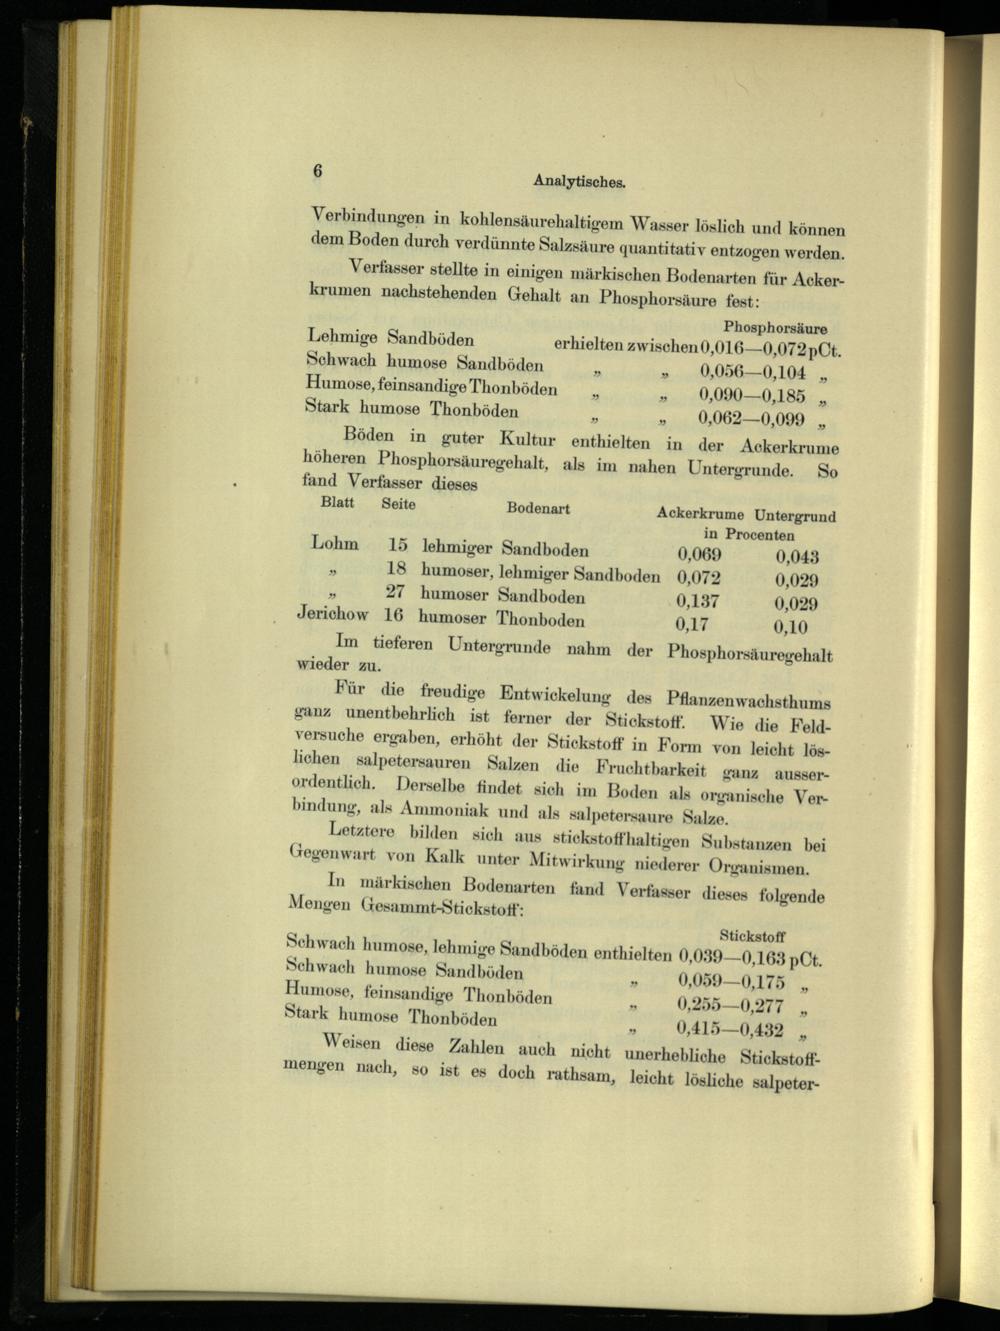 6
Analytisches.
Verbindungen in kohlensäurehaltigem Wasser löslich und können
dem Boden durch verdünnte Salzsäure quantitativ entzogen werden.
Verfasser stellte in einigen märkischen Bodenarten für Acker-
krumen nachstehenden Gehalt an Phosphorsäure fest:
Phosphorsäure
Lehmige Sandböden erhielten zwischen 0,016—0,072 pCt.
Schwach humose Sandböden „ „ 0,056—0,104 „
Humose, feinsandige Thonböden „ „ 0,090—0,185 „
Stark humose Thonböden „ „ 0,062—0,099 „
Böden in guter Kultur enthielten in der Ackerkrume
höheren Phosphorsäuregehalt, als im nahen Untergrunde. So
fand Verfasser dieses
Blatt Seite Bodenart Ackerkrume Untergrund
in Procenten
Lohm 15 lehmiger Sandboden 0,069 0,043
„ 18 humoser, lehmiger Sandboden 0,072 0,029
„ 27 humoser Sandboden 0,137 0,029
Jerichow 16 humoser Thonboden 0,17 0,10
Im tieferen Untergrunde nahm der Phosphorsäuregehalt
wieder zu.
Für die freudige Entwickelung des Pflanzenwachsthums
ganz unentbehrlich ist ferner der Stickstoff. Wie die Feld-
versuche ergaben, erhöht der Stickstoff in Form von leicht lös-
lichen salpetersauren Salzen die Fruchtbarkeit ganz ausser-
ordentlich. Derselbe findet sich im Boden als organische Ver-
bindung, als Ammoniak und als salpetersaure Salze.
Letztere bilden sich aus stickstoffhaltigen Substanzen bei
Gegenwart von Kalk unter Mitwirkung niederer Organismen.
In märkischen Bodenarten fand Verfasser dieses folgende
Mengen Gesammt-Stickstoff:
Stickstoff
Schwach humose, lehmige Sandböden enthielten 0,039—0,163 pCt.
Schwach humose Sandböden „ 0,059—0,175 „
Humose, feinsandige Thonböden „ 0,255—0,277 „
Stark humose Thonböden „ 0,415—0,432 „
Weisen diese Zahlen auch nicht unerhebliche Stickstoff-
mengen nach, so ist es doch rathsam, leicht lösliche salpeter-